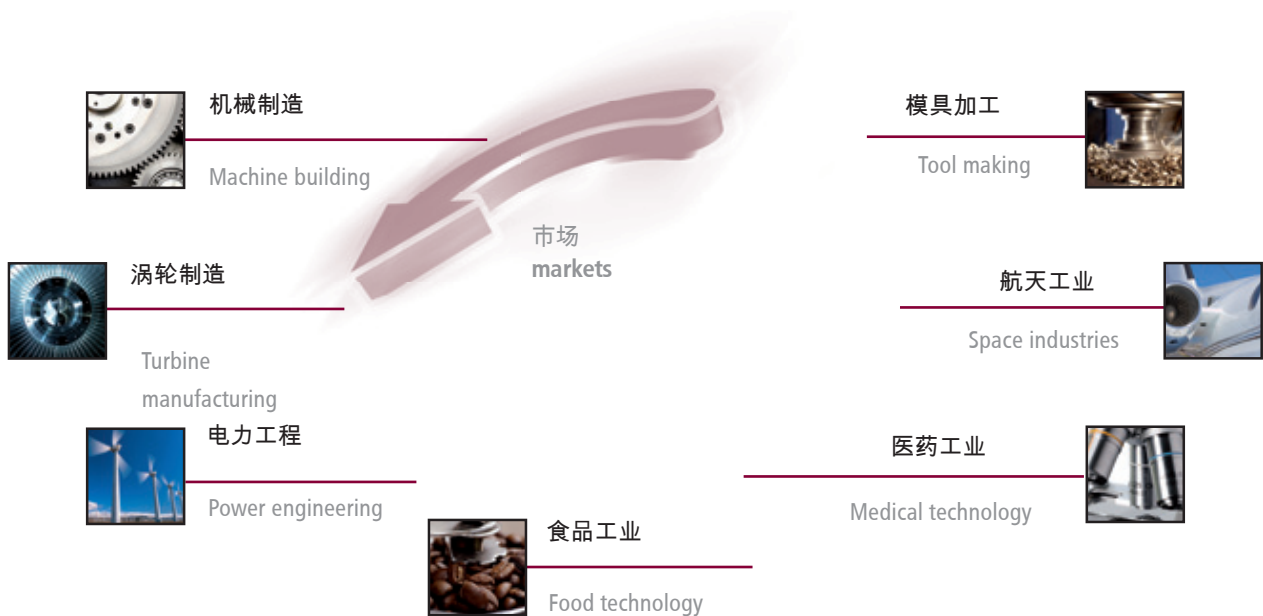 机械制造
Machine building
模具加工
Tool making
市场
markets
涡轮制造
Turbine
manufacturing
航天工业
Space industries
电力工程
Power engineering
医药工业
Medical technology
食品工业
Food technology